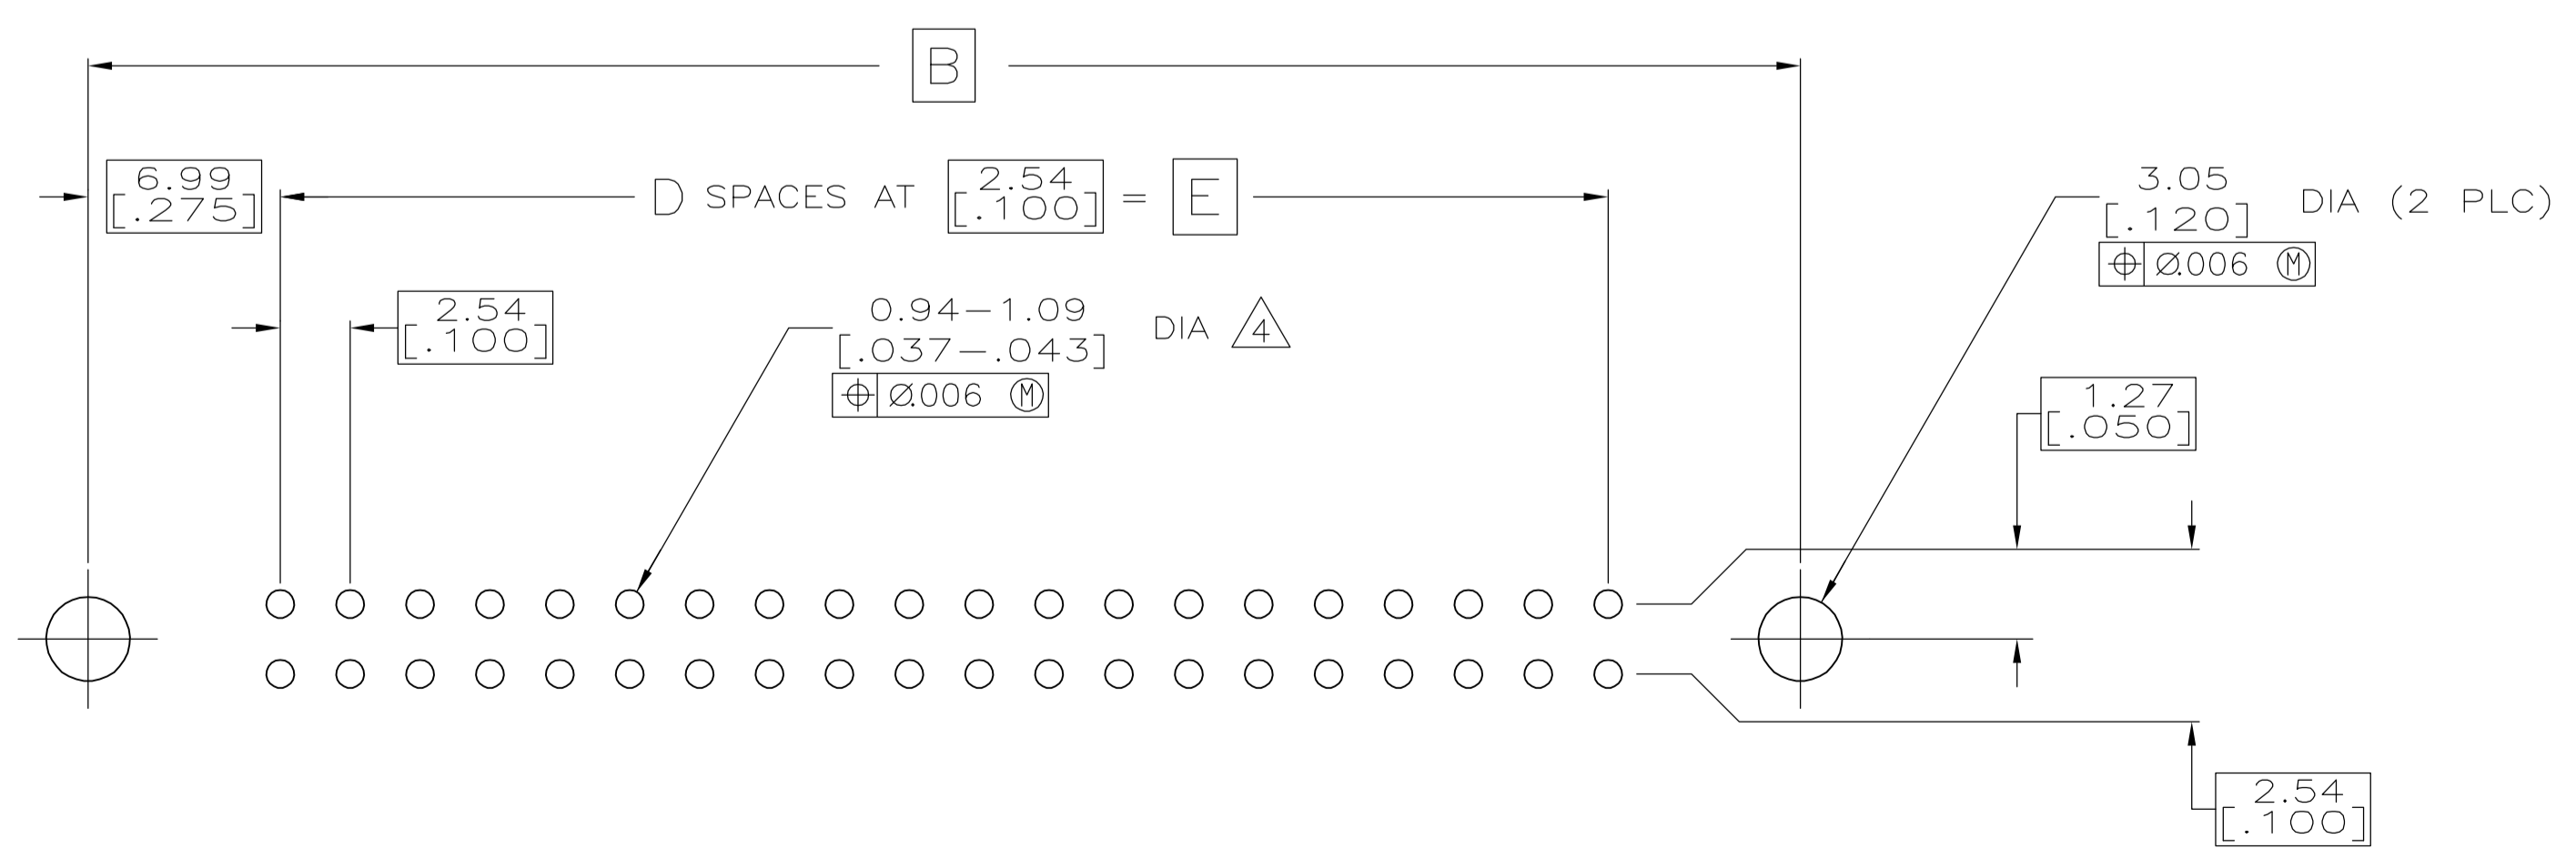 B
6.99
[.275]
D SPACES AT 2.54 = E
[.100]
3.05
[.120]
DIA (2 PLC)
⌖ Ø.006 Ⓜ
2.54
[.100]
0.94-1.09
[.037-.043]
DIA 4
⌖ Ø.006 Ⓜ
1.27
[.050]
2.54
[.100]